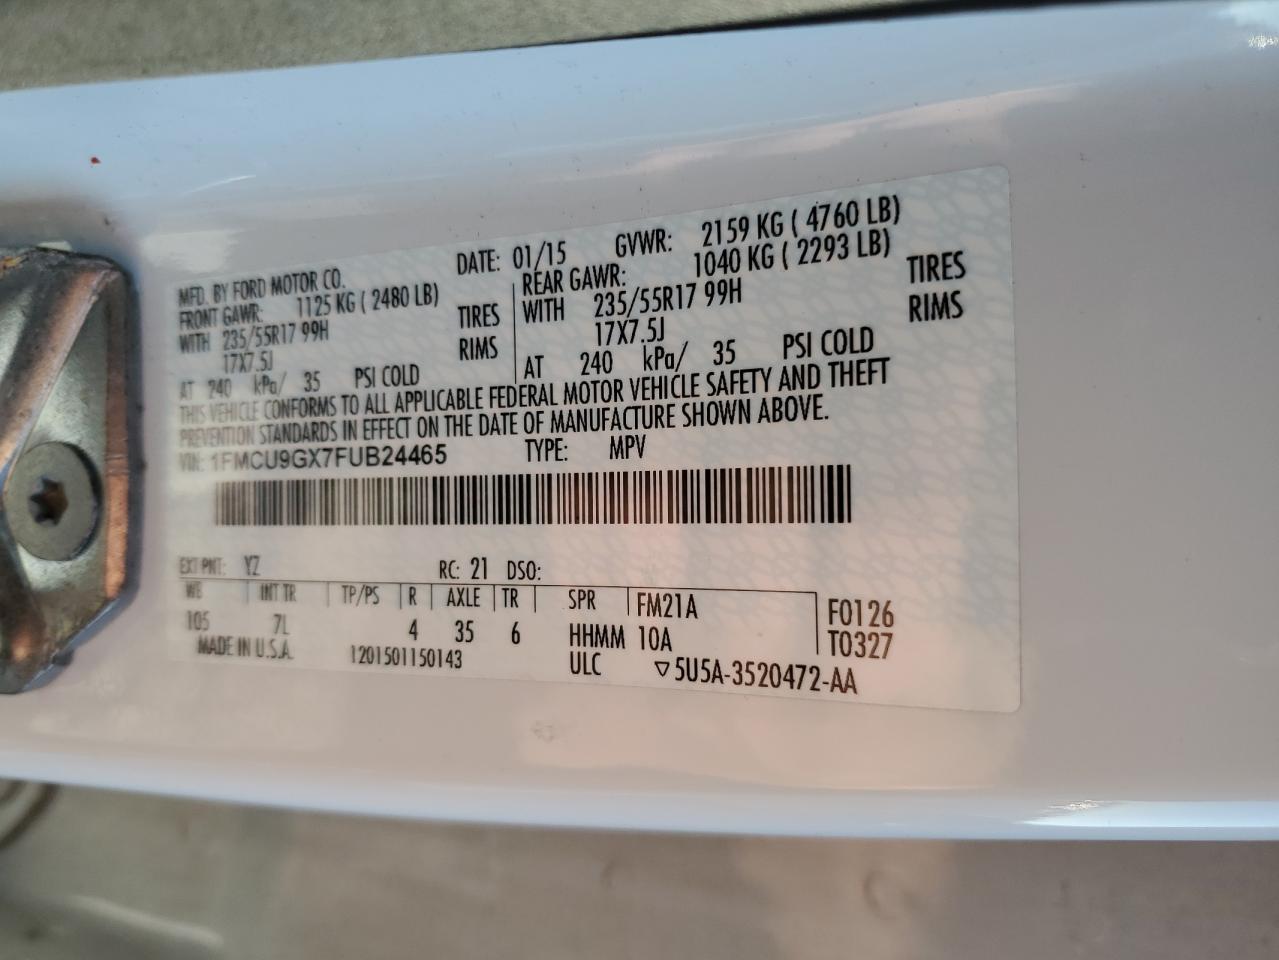 MFD. BY FORD MOTOR CO. DATE: 01/15 GVWR: 2159 KG ( 4760 LB)
FRONT GAWR: 1125 KG ( 2480 LB) REAR GAWR: 1040 KG ( 2293 LB)
WITH 235/55R17 99H TIRES WITH 235/55R17 99H TIRES
17X7.5J RIMS 17X7.5J RIMS
AT 240 kPa/ 35 PSI COLD AT 240 kPa/ 35 PSI COLD
THIS VEHICLE CONFORMS TO ALL APPLICABLE FEDERAL MOTOR VEHICLE SAFETY AND THEFT
PREVENTION STANDARDS IN EFFECT ON THE DATE OF MANUFACTURE SHOWN ABOVE.
VIN: 1FMCU9GX7FUB24465 TYPE: MPV
EXT PNT: YZ RC: 21 DSO:
WB INT TR TP/PS R AXLE TR SPR FM21A F0126
105 7L 4 35 6 HHMM 10A T0327
MADE IN U.S.A. 1201501150143 ULC ▽5U5A-3520472-AA